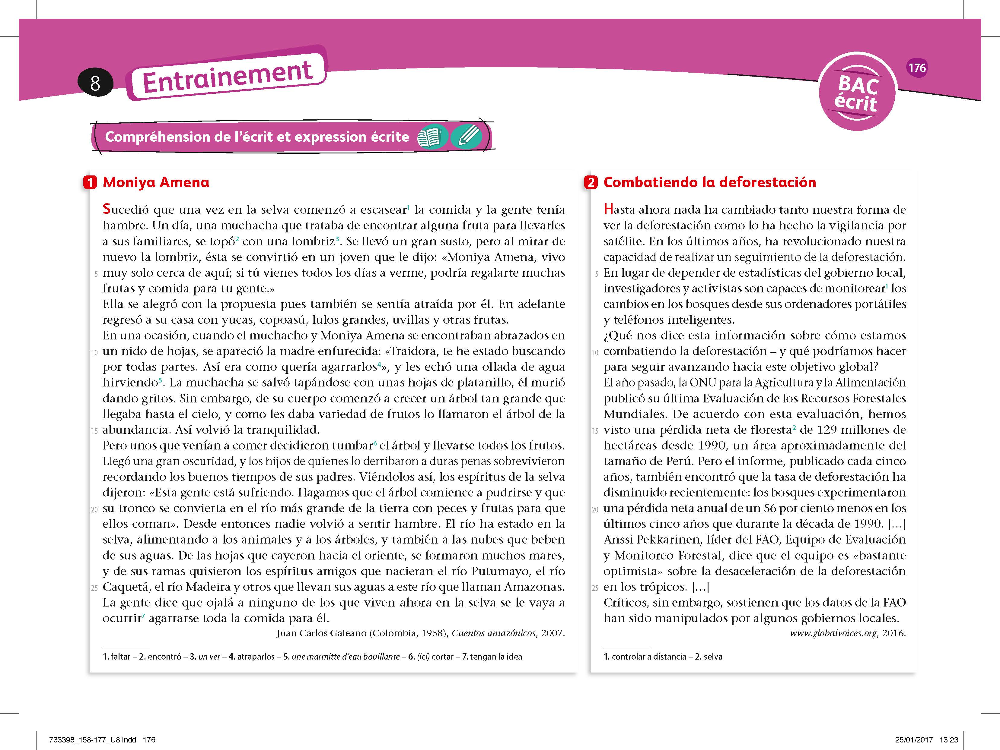 8
Entrainement
BAC
écrit
176
Compréhension de l'écrit et expression écrite
1 Moniya Amena
Sucedió que una vez en la selva comenzó a escasear¹ la comida y la gente tenía
hambre. Un día, una muchacha que trataba de encontrar alguna fruta para llevarles
a sus familiares, se topó² con una lombriz³. Se llevó un gran susto, pero al mirar de
nuevo la lombriz, ésta se convirtió en un joven que le dijo: «Moniya Amena, vivo
5 muy solo cerca de aquí; si tú vienes todos los días a verme, podría regalarte muchas
frutas y comida para tu gente.»
Ella se alegró con la propuesta pues también se sentía atraída por él. En adelante
regresó a su casa con yucas, copoasú, lulos grandes, uvillas y otras frutas.
En una ocasión, cuando el muchacho y Moniya Amena se encontraban abrazados en
10 un nido de hojas, se apareció la madre enfurecida: «Traidora, te he estado buscando
por todas partes. Así era como quería agarrarlos⁴», y les echó una ollada de agua
hirviendo⁵. La muchacha se salvó tapándose con unas hojas de platanillo, él murió
dando gritos. Sin embargo, de su cuerpo comenzó a crecer un árbol tan grande que
llegaba hasta el cielo, y como les daba variedad de frutos lo llamaron el árbol de la
15 abundancia. Así volvió la tranquilidad.
Pero unos que venían a comer decidieron tumbar⁶ el árbol y llevarse todos los frutos.
Llegó una gran oscuridad, y los hijos de quienes lo derribaron a duras penas sobrevivieron
recordando los buenos tiempos de sus padres. Viéndolos así, los espíritus de la selva
dijeron: «Esta gente está sufriendo. Hagamos que el árbol comience a pudrirse y que
20 su tronco se convierta en el río más grande de la tierra con peces y frutas para que
ellos coman». Desde entonces nadie volvió a sentir hambre. El río ha estado en la
selva, alimentando a los animales y a los árboles, y también a las nubes que beben
de sus aguas. De las hojas que cayeron hacia el oriente, se formaron muchos mares,
y de sus ramas quisieron los espíritus amigos que nacieran el río Putumayo, el río
25 Caquetá, el río Madeira y otros que llevan sus aguas a este río que llaman Amazonas.
La gente dice que ojalá a ninguno de los que viven ahora en la selva se le vaya a
ocurrir⁷ agarrarse toda la comida para él.
Juan Carlos Galeano (Colombia, 1958), Cuentos amazónicos, 2007.
1. faltar – 2. encontró – 3. un ver – 4. atraparlos – 5. une marmitte d'eau bouillante – 6. (ici) cortar – 7. tengan la idea
2 Combatiendo la deforestación
Hasta ahora nada ha cambiado tanto nuestra forma de
ver la deforestación como lo ha hecho la vigilancia por
satélite. En los últimos años, ha revolucionado nuestra
capacidad de realizar un seguimiento de la deforestación.
5 En lugar de depender de estadísticas del gobierno local,
investigadores y activistas son capaces de monitorear¹ los
cambios en los bosques desde sus ordenadores portátiles
y teléfonos inteligentes.
¿Qué nos dice esta información sobre cómo estamos
10 combatiendo la deforestación – y qué podríamos hacer
para seguir avanzando hacia este objetivo global?
El año pasado, la ONU para la Agricultura y la Alimentación
publicó su última Evaluación de los Recursos Forestales
Mundiales. De acuerdo con esta evaluación, hemos
15 visto una pérdida neta de floresta² de 129 millones de
hectáreas desde 1990, un área aproximadamente del
tamaño de Perú. Pero el informe, publicado cada cinco
años, también encontró que la tasa de deforestación ha
disminuido recientemente: los bosques experimentaron
20 una pérdida neta anual de un 56 por ciento menos en los
últimos cinco años que durante la década de 1990. […]
Anssi Pekkarinen, líder del FAO, Equipo de Evaluación
y Monitoreo Forestal, dice que el equipo es «bastante
optimista» sobre la desaceleración de la deforestación
25 en los trópicos. […]
Críticos, sin embargo, sostienen que los datos de la FAO
han sido manipulados por algunos gobiernos locales.
www.globalvoices.org, 2016.
1. controlar a distancia – 2. selva
733398_158-177_U8.indd 176
25/01/2017 13:23